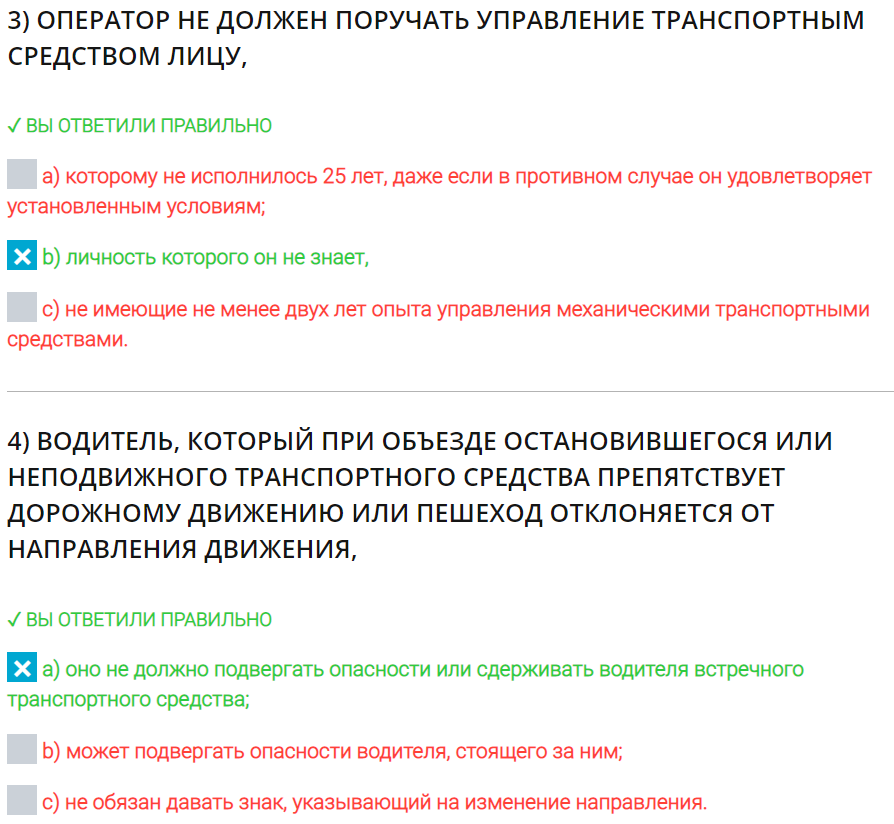 3) ОПЕРАТОР НЕ ДОЛЖЕН ПОРУЧАТЬ УПРАВЛЕНИЕ ТРАНСПОРТНЫМ
СРЕДСТВОМ ЛИЦУ,
✓ ВЫ ОТВЕТИЛИ ПРАВИЛЬНО
a) которому не исполнилось 25 лет, даже если в противном случае он удовлетворяет
установленным условиям;
b) личность которого он не знает,
c) не имеющие не менее двух лет опыта управления механическими транспортными
средствами.
4) ВОДИТЕЛЬ, КОТОРЫЙ ПРИ ОБЪЕЗДЕ ОСТАНОВИВШЕГОСЯ ИЛИ
НЕПОДВИЖНОГО ТРАНСПОРТНОГО СРЕДСТВА ПРЕПЯТСТВУЕТ
ДОРОЖНОМУ ДВИЖЕНИЮ ИЛИ ПЕШЕХОД ОТКЛОНЯЕТСЯ ОТ
НАПРАВЛЕНИЯ ДВИЖЕНИЯ,
✓ ВЫ ОТВЕТИЛИ ПРАВИЛЬНО
a) оно не должно подвергать опасности или сдерживать водителя встречного
транспортного средства;
b) может подвергать опасности водителя, стоящего за ним;
c) не обязан давать знак, указывающий на изменение направления.